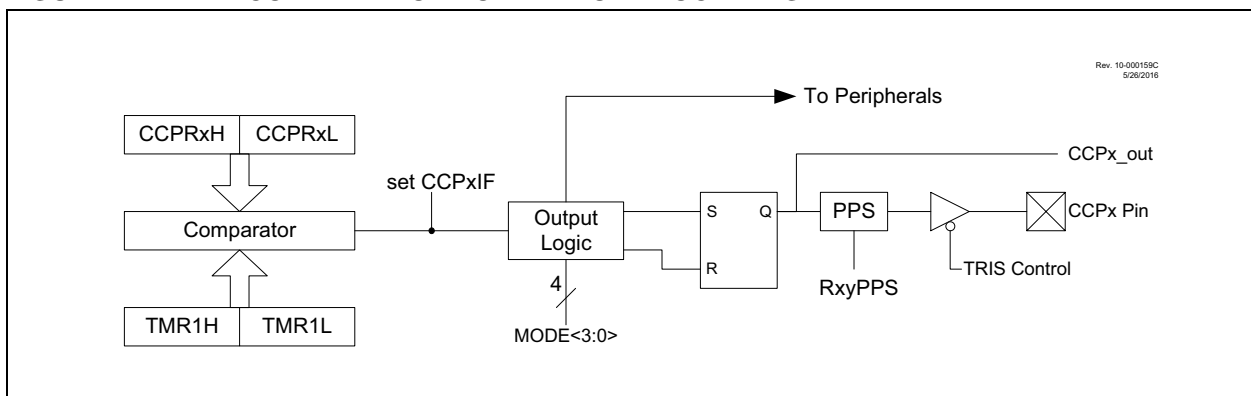 Rev. 10-000159C
5/26/2016
To Peripherals
CCPRxH CCPRxL
CCPx_out
set CCPxIF
Comparator
Output
Logic
S Q
R
PPS
CCPx Pin
TRIS Control
RxyPPS
4
MODE<3:0>
TMR1H TMR1L